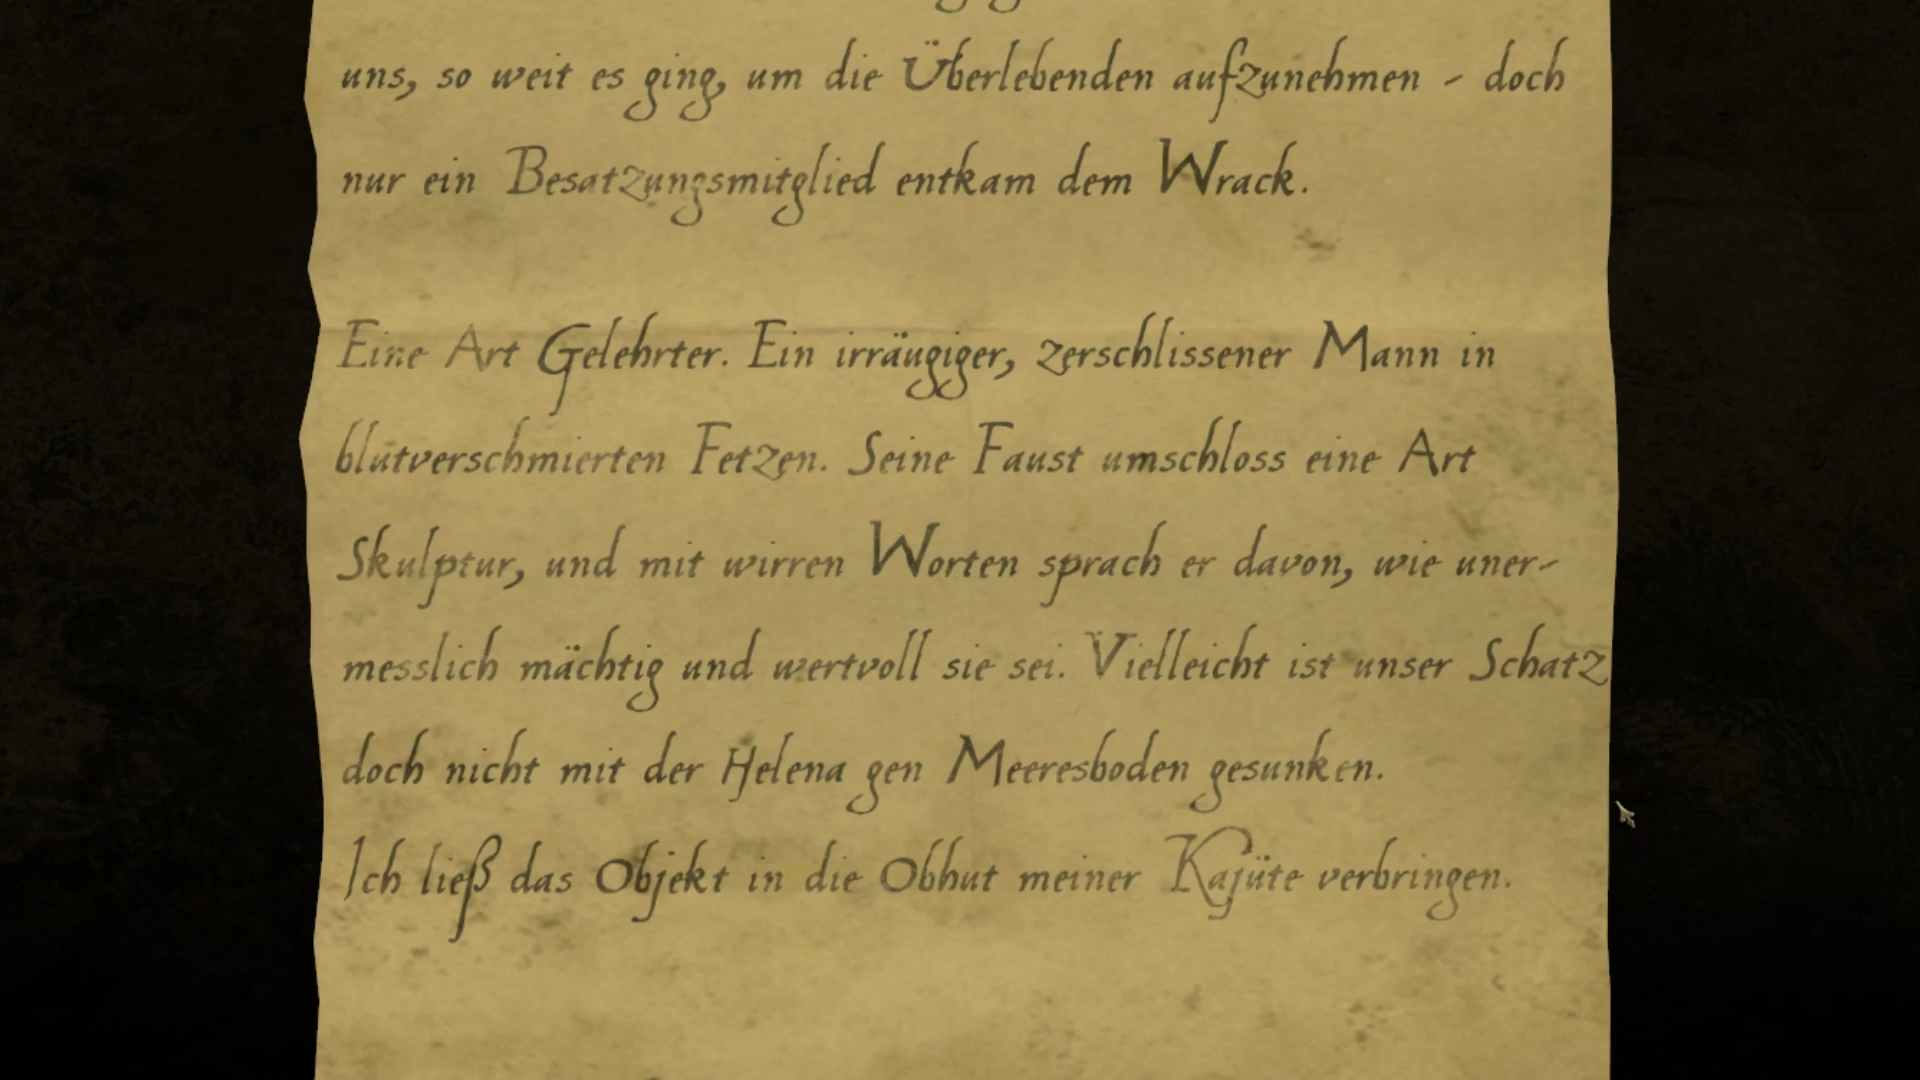 uns, so weit es ging, um die Überlebenden aufzunehmen - doch
nur ein Besatzungsmitglied entkam dem Wrack.
Eine Art Gelehrter. Ein irräugiger, zerschlissener Mann in
blutverschmierten Fetzen. Seine Faust umschloss eine Art
Skulptur, und mit wirren Worten sprach er davon, wie uner-
messlich mächtig und wertvoll sie sei. Vielleicht ist unser Schatz
doch nicht mit der Helena gen Meeresboden gesunken.
Ich ließ das Objekt in die Obhut meiner Kajüte verbringen.